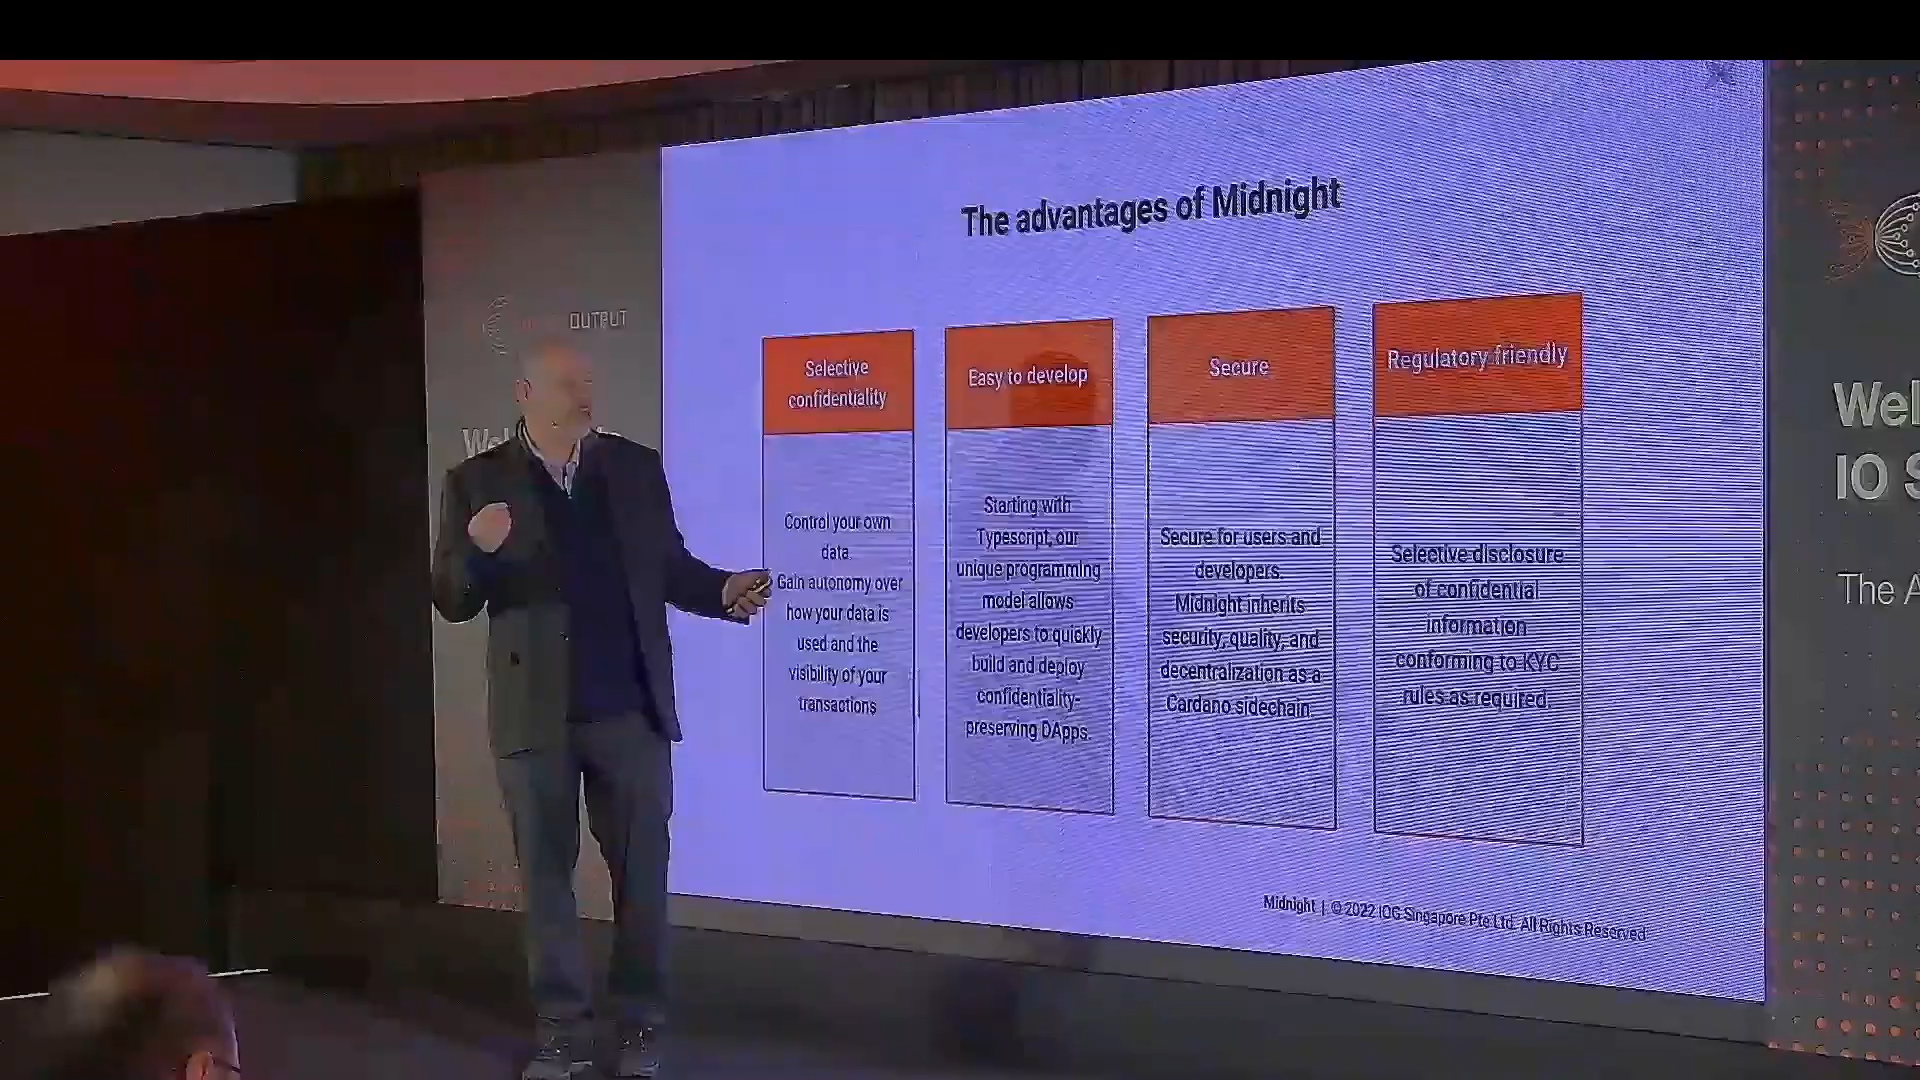 OUTPUT
Wel
The advantages of Midnight
Selective
confidentiality
Control your own
data.
Gain autonomy over
how your data is
used and the
visibility of your
transactions
Easy to develop
Starting with
Typescript, our
unique programming
model allows
developers to quickly
build and deploy
confidentiality-
preserving DApps.
Secure
Secure for users and
developers.
Midnight inherits
security, quality, and
decentralization as a
Cardano sidechain.
Regulatory friendly
Selective disclosure
of confidential
information
conforming to KYC
rules as required.
Midnight | © 2022 IOG Singapore Pte Ltd. All Rights Reserved
Wel
IO S
The A